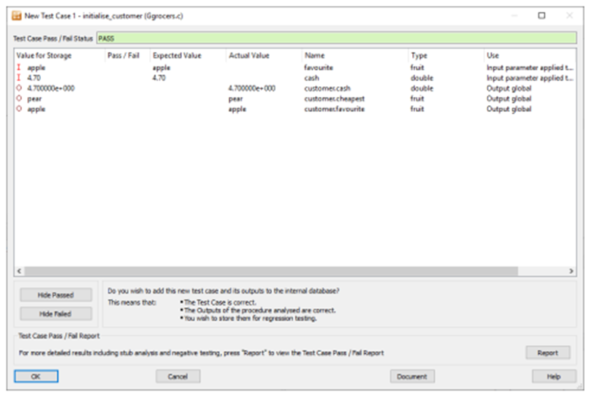 New Test Case 1 - initialise_customer (Ggrocers.c)
Test Case Pass / Fail Status PASS
Value for Storage Pass / Fail Expected Value Actual Value Name Type Use
I apple apple favourite fruit Input parameter applied t...
I 4.70 4.70 cash double Input parameter applied t...
O 4.700000e+000 4.700000e+000 customer.cash double Output global
O pear pear customer.cheapest fruit Output global
O apple apple customer.favourite fruit Output global
Hide Passed
Hide Failed
Do you wish to add this new test case and its outputs to the internal database?
This means that: • The Test Case is correct.
• The Outputs of the procedure analysed are correct.
• You wish to store them for regression testing.
Test Case Pass / Fail Report
For more detailed results including stub analysis and negative testing, press "Report" to view the Test Case Pass / Fail Report
Report
OK Cancel Document Help